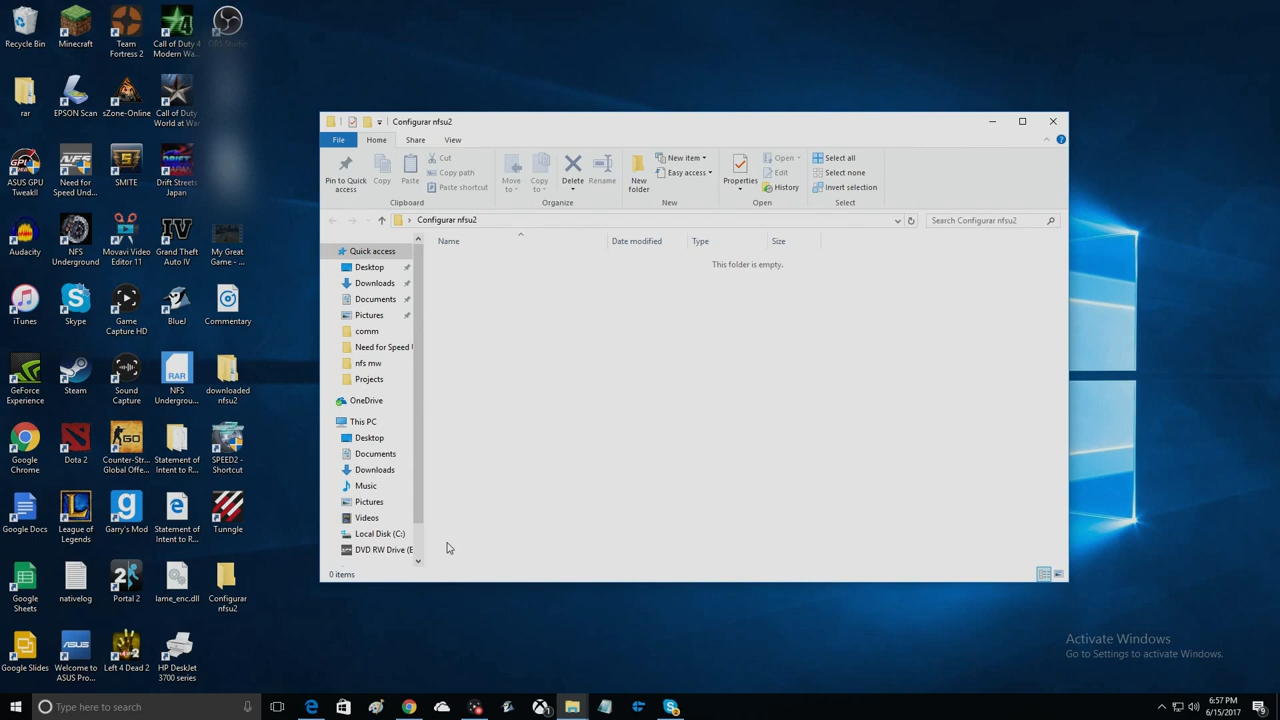 Recycle Bin
Minecraft
Team
Fortress 2
Call of Duty 4
Modern Wa...
OBS Studio
rar
EPSON Scan
sZone-Online
Call of Duty
World at War
ASUS GPU
TweakII
Need for
Speed Und...
SMITE
Drift Streets
Japan
Audacity
NFS
Underground
Movavi Video
Editor 11
Grand Theft
Auto IV
My Great
Game - ...
iTunes
Skype
Game
Capture HD
BlueJ
Commentary
GeForce
Experience
Steam
Sound
Capture
NFS
Undergrou...
downloaded
nfsu2
Google
Chrome
Dota 2
Counter-Str...
Global Offe...
Statement of
Intent to R...
SPEED2 -
Shortcut
Google Docs
League of
Legends
Garry's Mod
Statement of
Intent to R...
Tunngle
Google
Sheets
nativelog
Portal 2
lame_enc.dll
Configurar
nfsu2
Google Slides
Welcome to
ASUS Pro...
Left 4 Dead 2
HP DeskJet
3700 series
Configurar nfsu2
File
Home
Share
View
Pin to Quick
access
Copy
Paste
Cut
Copy path
Paste shortcut
Clipboard
Move
to
Copy
to
Delete
Rename
Organize
New
folder
New item
Easy access
New
Properties
Open
Edit
History
Open
Select all
Select none
Invert selection
Select
Configurar nfsu2
Search Configurar nfsu2
Name
Date modified
Type
Size
This folder is empty.
Quick access
Desktop
Downloads
Documents
Pictures
comm
Need for Speed U
nfs mw
Projects
OneDrive
This PC
Desktop
Documents
Downloads
Music
Pictures
Videos
Local Disk (C:)
DVD RW Drive (E
0 items
Activate Windows
Go to Settings to activate Windows.
Type here to search
6:57 PM
6/15/2017